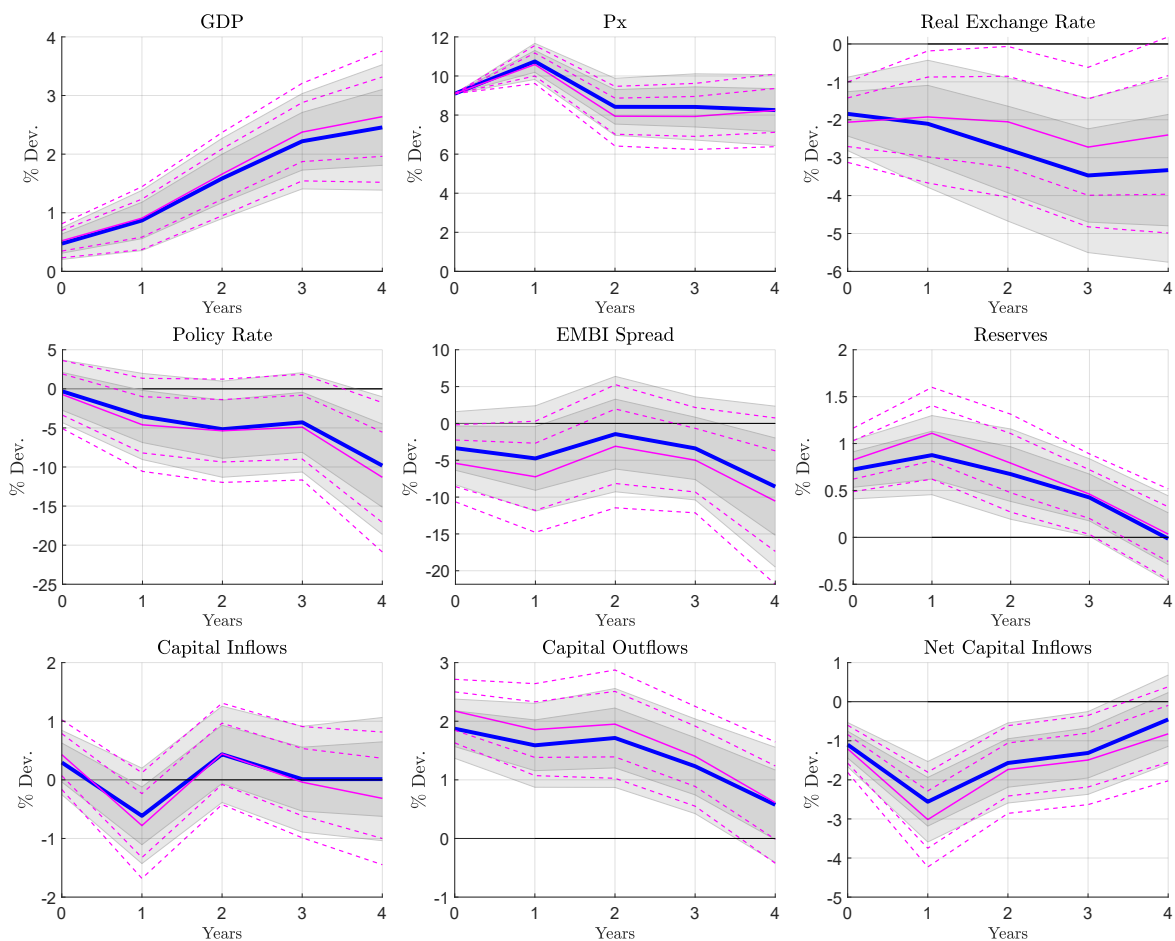 GDP
% Dev.
4
3
2
1
0
0 1 2 3 4
Years
Px
% Dev.
12
10
8
6
4
2
0
0 1 2 3 4
Years
Real Exchange Rate
% Dev.
0
-1
-2
-3
-4
-5
-6
0 1 2 3 4
Years
Policy Rate
% Dev.
5
0
-5
-10
-15
-20
-25
0 1 2 3 4
Years
EMBI Spread
% Dev.
10
5
0
-5
-10
-15
-20
0 1 2 3 4
Years
Reserves
% Dev.
2
1.5
1
0.5
0
-0.5
0 1 2 3 4
Years
Capital Inflows
% Dev.
2
1
0
-1
-2
0 1 2 3 4
Years
Capital Outflows
% Dev.
3
2
1
0
-1
0 1 2 3 4
Years
Net Capital Inflows
% Dev.
1
0
-1
-2
-3
-4
-5
0 1 2 3 4
Years